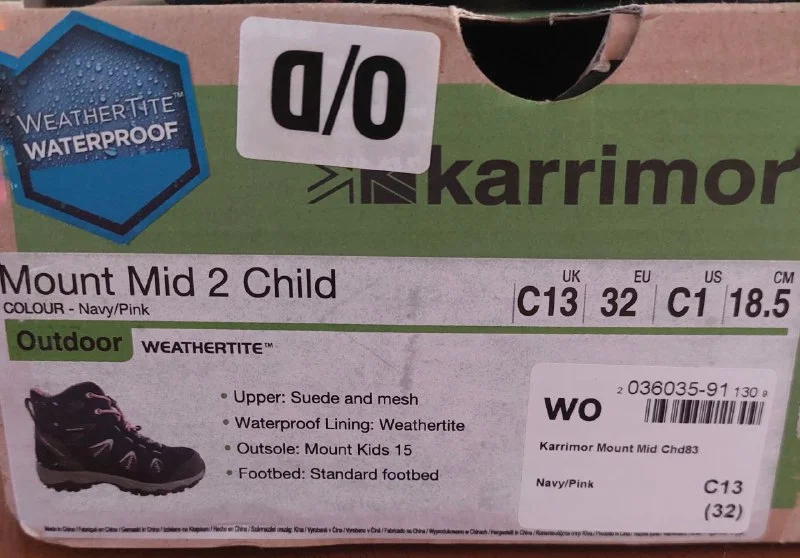 WEATHERTITE™
WATERPROOF
O/D
karrimor
Mount Mid 2 Child
COLOUR - Navy/Pink
UK EU US CM
C13 32 C1 18.5
Outdoor WEATHERTITE™
• Upper: Suede and mesh
• Waterproof Lining: Weathertite
• Outsole: Mount Kids 15
• Footbed: Standard footbed
2 036035-91 130 9
WO
Karrimor Mount Mid Chd83
Navy/Pink C13
(32)